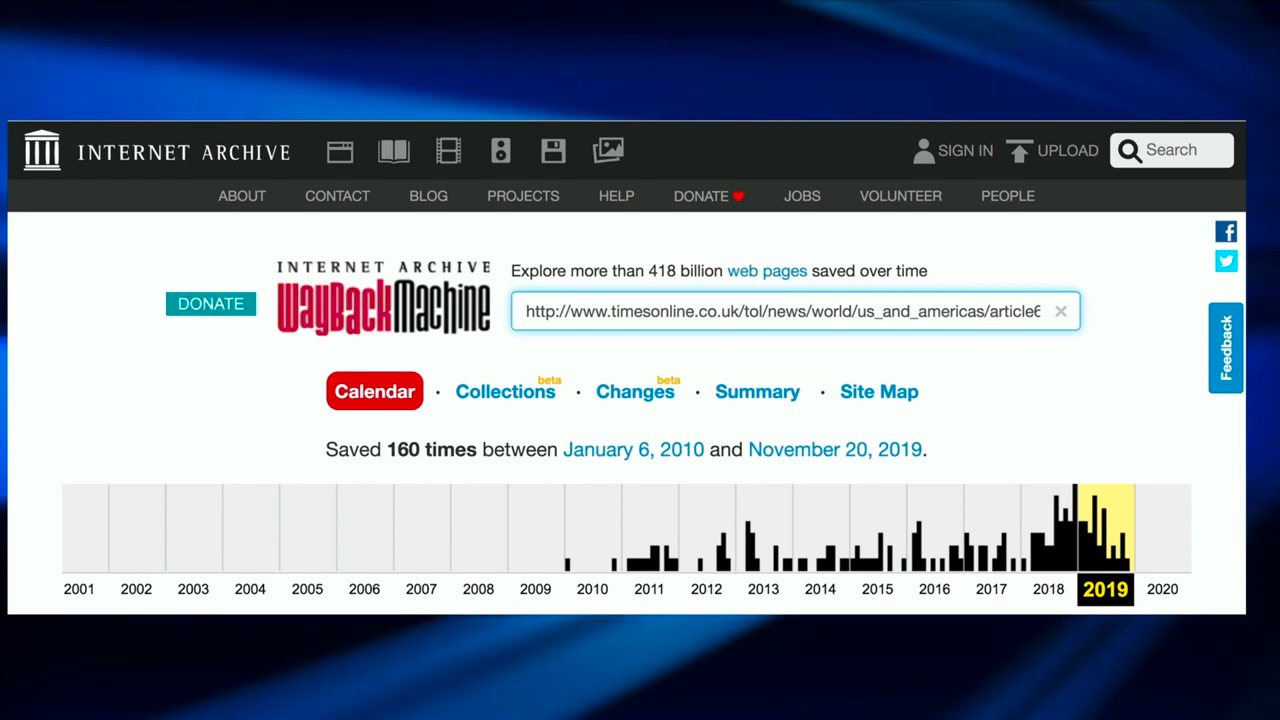 INTERNET ARCHIVE
SIGN IN
UPLOAD
Search
ABOUT
CONTACT
BLOG
PROJECTS
HELP
DONATE
JOBS
VOLUNTEER
PEOPLE
INTERNET ARCHIVE
WayBackMachine
DONATE
Explore more than 418 billion web pages saved over time
http://www.timesonline.co.uk/tol/news/world/us_and_americas/article6
Feedback
Calendar · Collections beta · Changes beta · Summary · Site Map
Saved 160 times between January 6, 2010 and November 20, 2019.
2001 2002 2003 2004 2005 2006 2007 2008 2009 2010 2011 2012 2013 2014 2015 2016 2017 2018 2019 2020